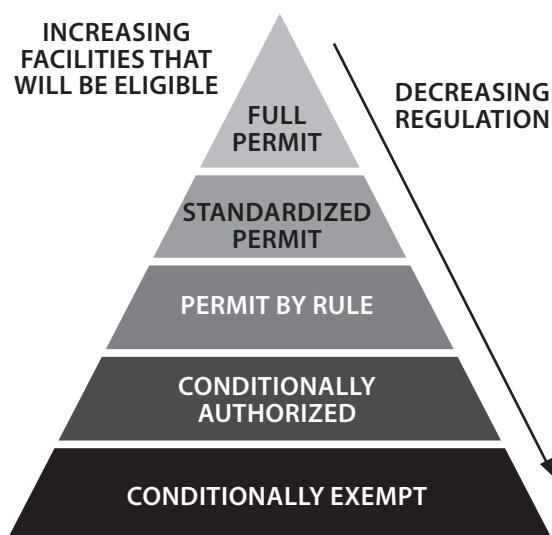 INCREASING
FACILITIES THAT
WILL BE ELIGIBLE
DECREASING
REGULATION
FULL
PERMIT
STANDARDIZED
PERMIT
PERMIT BY RULE
CONDITIONALLY
AUTHORIZED
CONDITIONALLY EXEMPT